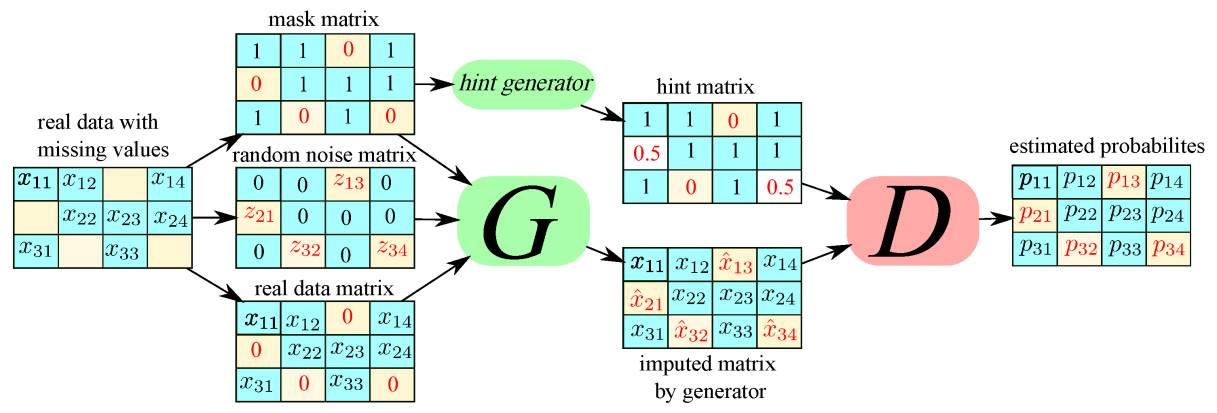 mask matrix
1 1 0 1
0 1 1 1
1 0 1 0
hint generator
hint matrix
1 1 0 1
0.5 1 1 1
1 0 1 0.5
real data with
missing values
x11 x12 x14
x22 x23 x24
x31 x33
random noise matrix
0 0 z13 0
z21 0 0 0
0 z32 0 z34
G
real data matrix
x11 x12 0 x14
0 x22 x23 x24
x31 0 x33 0
x11 x12 x̂13 x14
x̂21 x22 x23 x24
x31 x̂32 x33 x̂34
imputed matrix
by generator
D
estimated probabilites
p11 p12 p13 p14
p21 p22 p23 p24
p31 p32 p33 p34